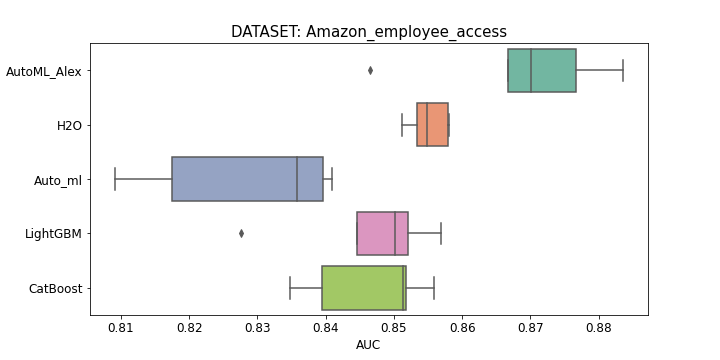 DATASET: Amazon_employee_access
AutoML_Alex
H2O
Auto_ml
LightGBM
CatBoost
0.81 0.82 0.83 0.84 0.85 0.86 0.87 0.88
AUC